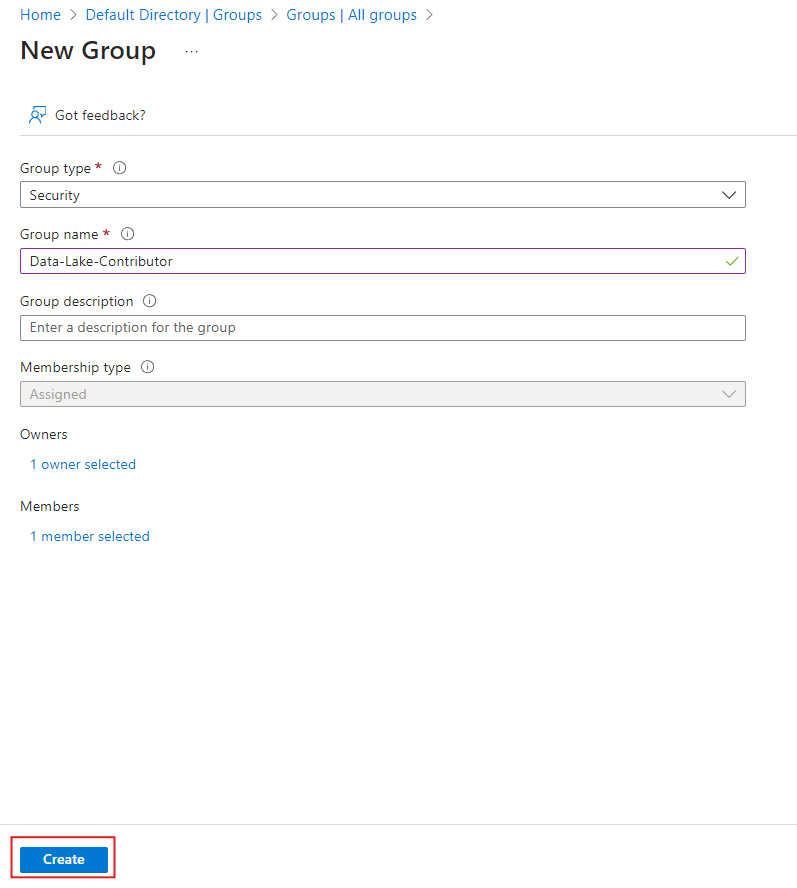 Home > Default Directory | Groups > Groups | All groups >
New Group ...
Got feedback?
Group type *
Security
Group name *
Data-Lake-Contributor
Group description
Enter a description for the group
Membership type
Assigned
Owners
1 owner selected
Members
1 member selected
Create